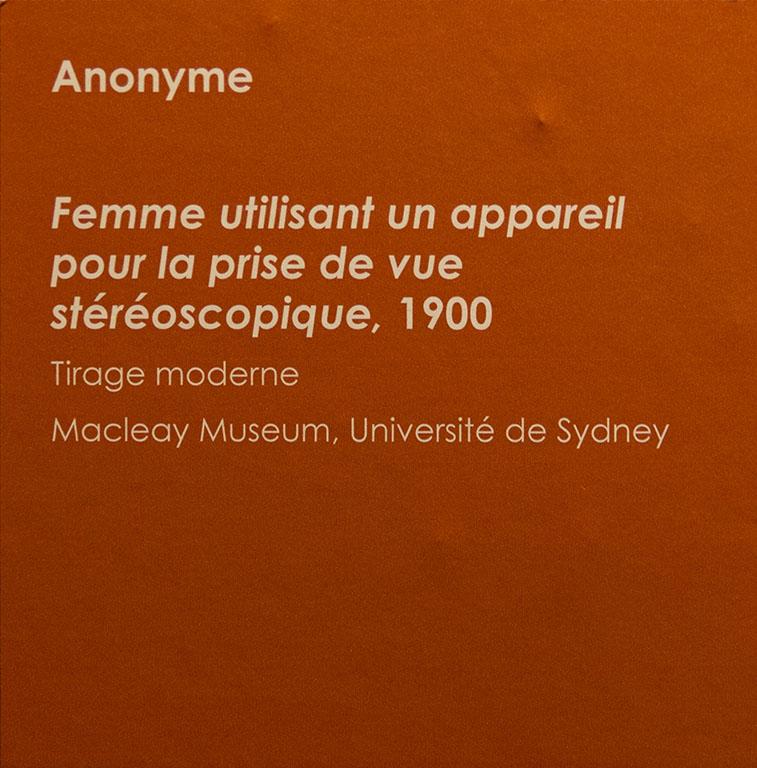 Anonyme
Femme utilisant un appareil
pour la prise de vue
stéréoscopique, 1900
Tirage moderne
Macleay Museum, Université de Sydney